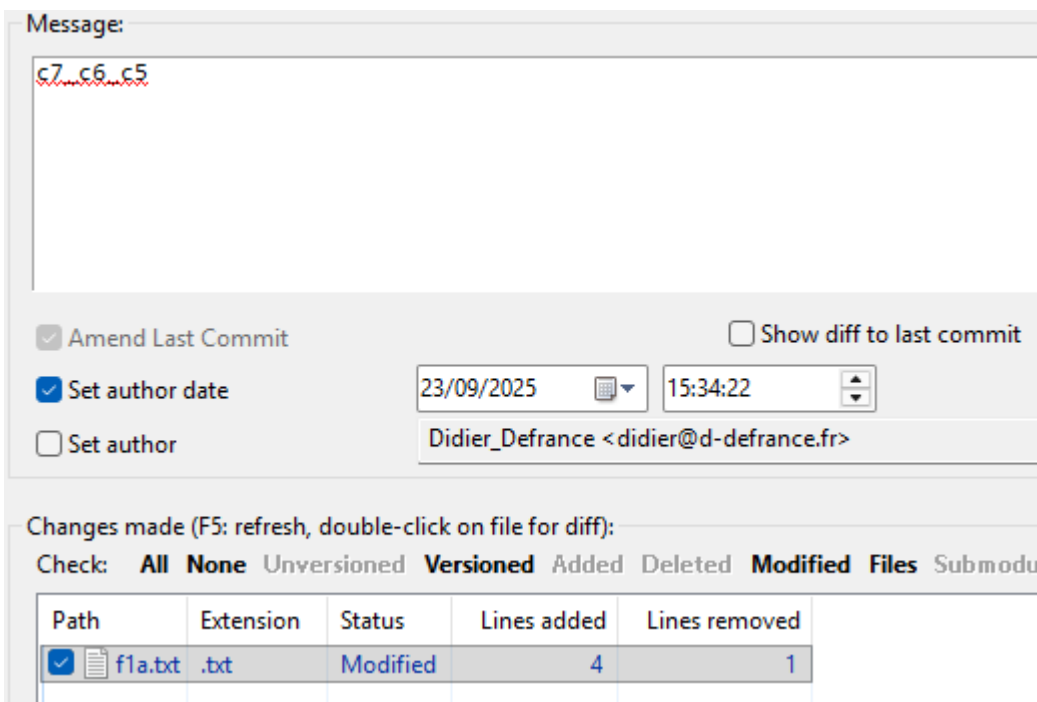 Message:
c7_c6_c5
Amend Last Commit
Show diff to last commit
Set author date
23/09/2025
15:34:22
Set author
Didier_Defrance <didier@d-defrance.fr>
Changes made (F5: refresh, double-click on file for diff):
Check: All None Unversioned Versioned Added Deleted Modified Files Submodu
Path Extension Status Lines added Lines removed
f1a.txt .txt Modified 4 1